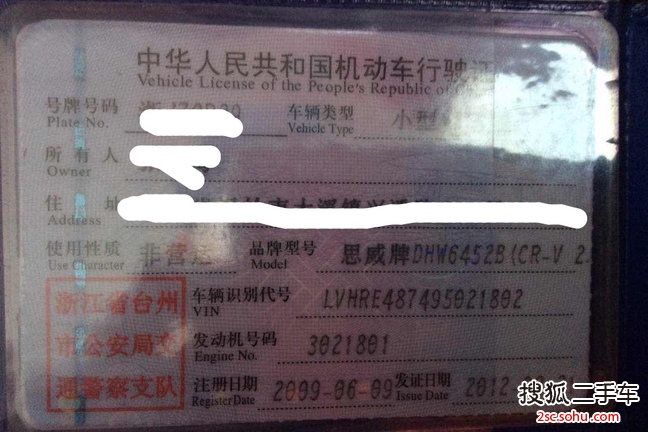 中华人民共和国机动车行驶证
Vehicle License of the People's Republic of
号牌号码 车辆类型 小型
Plate No. Vehicle Type
所有人
Owner
住址
Address
使用性质 非营运 品牌型号 思威牌DHW6452B(CR-V 2
Use Character Model
浙江省台州 车辆识别代号 LVHRE487495021802
VIN
市公安局交 发动机号码 3021801
Engine No.
通警察支队 注册日期 2009-06-09 发证日期 2012
Register Date Issue Date
搜狐二手车
2sc.sohu.com